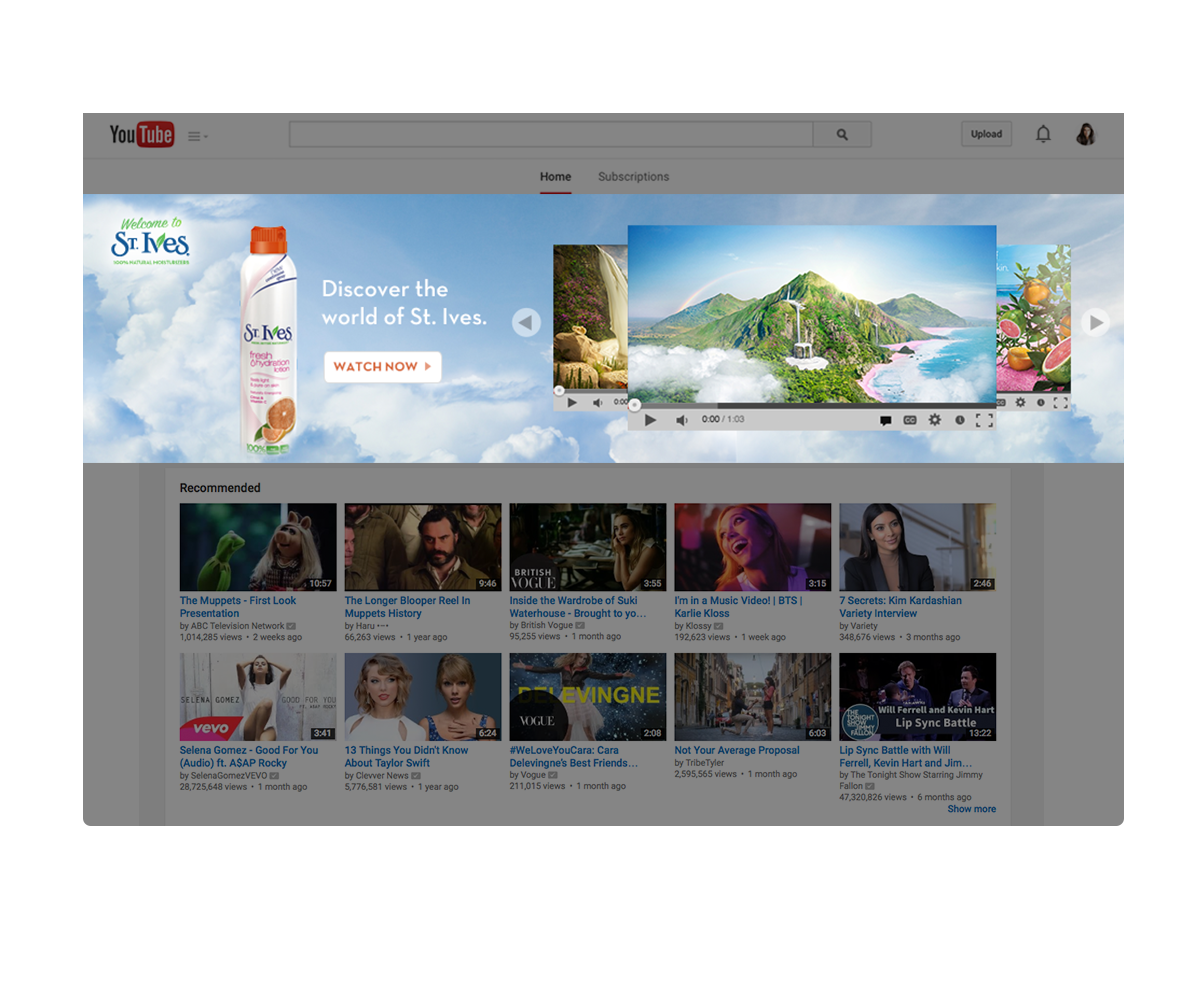 YouTube
Upload
Home
Subscriptions
Welcome to
ST. IVES.
100% NATURAL MOISTURIZERS
ST. IVES
fresh
hydration
lotion
100%
Discover the
world of St. Ives.
WATCH NOW
0:00
0:00 / 1:03
CC
CC
Recommended
10:57
9:46
BRITISH
VOGUE
3:55
3:15
2:46
The Muppets - First Look
Presentation
by ABC Television Network
1,014,285 views • 2 weeks ago
The Longer Blooper Reel In
Muppets History
by Haru •−•
66,263 views • 1 year ago
Inside the Wardrobe of Suki
Waterhouse - Brought to yo…
by British Vogue
95,255 views • 1 month ago
I'm in a Music Video! | BTS |
Karlie Kloss
by Klossy
192,623 views • 1 week ago
7 Secrets: Kim Kardashian
Variety Interview
by Variety
348,676 views • 3 months ago
SELENA GOMEZ
GOOD FOR YOU
FT. A$AP ROCKY
vevo
3:41
6:24
DELEVINGNE
VOGUE
2:08
6:03
Will Ferrell and Kevin Hart
Lip Sync Battle
THE
TONIGHT
SHOW
JIMMY
FALLON
13:22
Selena Gomez - Good For You
(Audio) ft. A$AP Rocky
by SelenaGomezVEVO
28,725,648 views • 1 month ago
13 Things You Didn't Know
About Taylor Swift
by Clevver News
5,776,581 views • 1 year ago
#WeLoveYouCara: Cara
Delevingne's Best Friends…
by Vogue
211,015 views • 1 month ago
Not Your Average Proposal
by TribeTyler
2,595,565 views • 1 month ago
Lip Sync Battle with Will
Ferrell, Kevin Hart and Jim…
by The Tonight Show Starring Jimmy
Fallon
47,320,826 views • 6 months ago
Show more